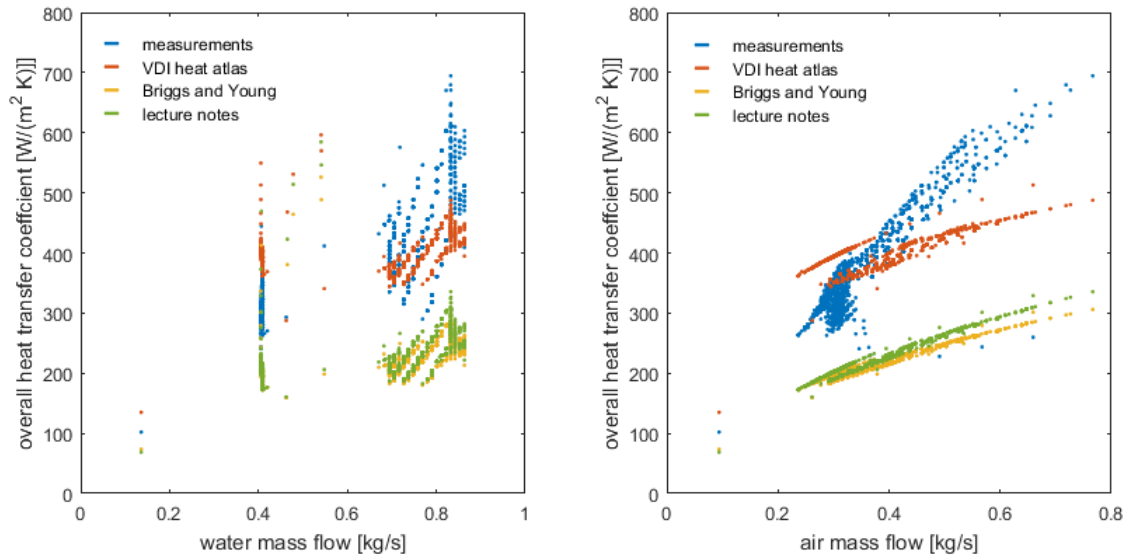 800
700
600
500
400
300
200
100
0
overall heat transfer coeffcient [W/(m² K)]]
measurements
VDI heat atlas
Briggs and Young
lecture notes
0 0.2 0.4 0.6 0.8 1
water mass flow [kg/s]
800
700
600
500
400
300
200
100
0
overall heat transfer coeffcient [W/(m² K)]]
measurements
VDI heat atlas
Briggs and Young
lecture notes
0 0.2 0.4 0.6 0.8
air mass flow [kg/s]